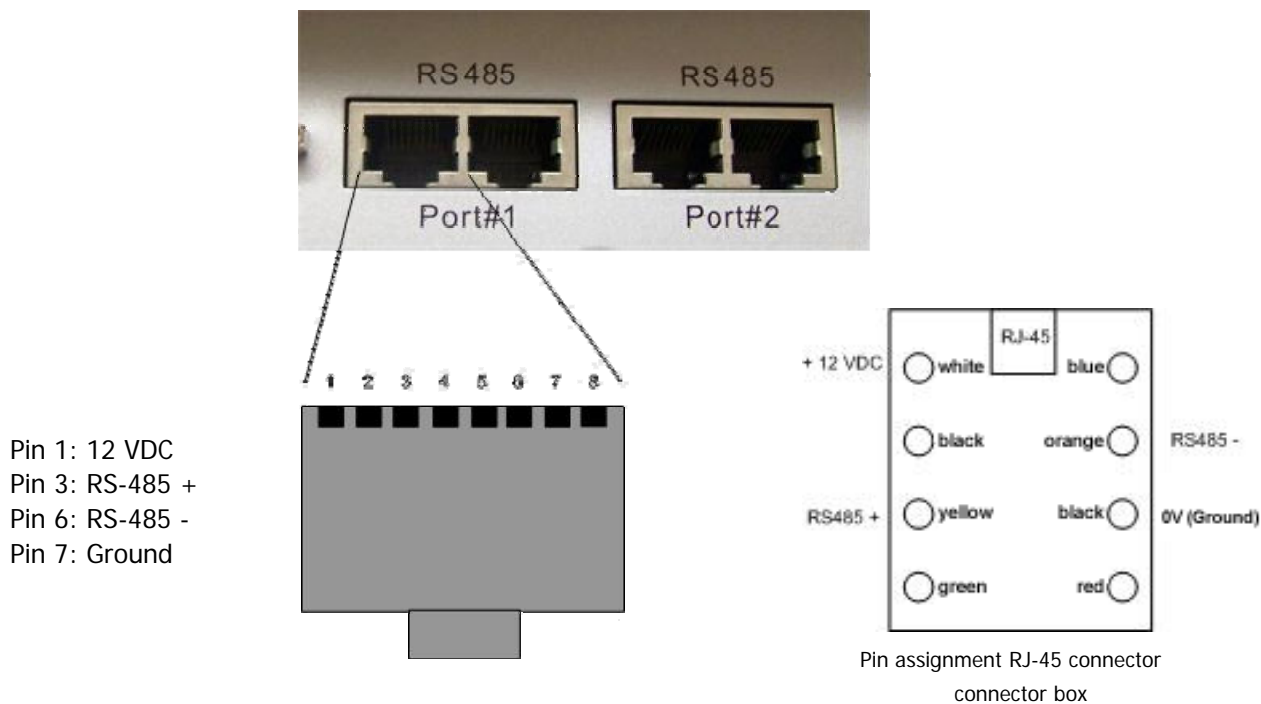 RS485 RS485
Port#1 Port#2
1 2 3 4 5 6 7 8
Pin 1: 12 VDC
Pin 3: RS-485 +
Pin 6: RS-485 -
Pin 7: Ground
RJ-45
+ 12 VDC white blue
black orange RS485 -
RS485 + yellow black 0V (Ground)
green red
Pin assignment RJ-45 connector
connector box